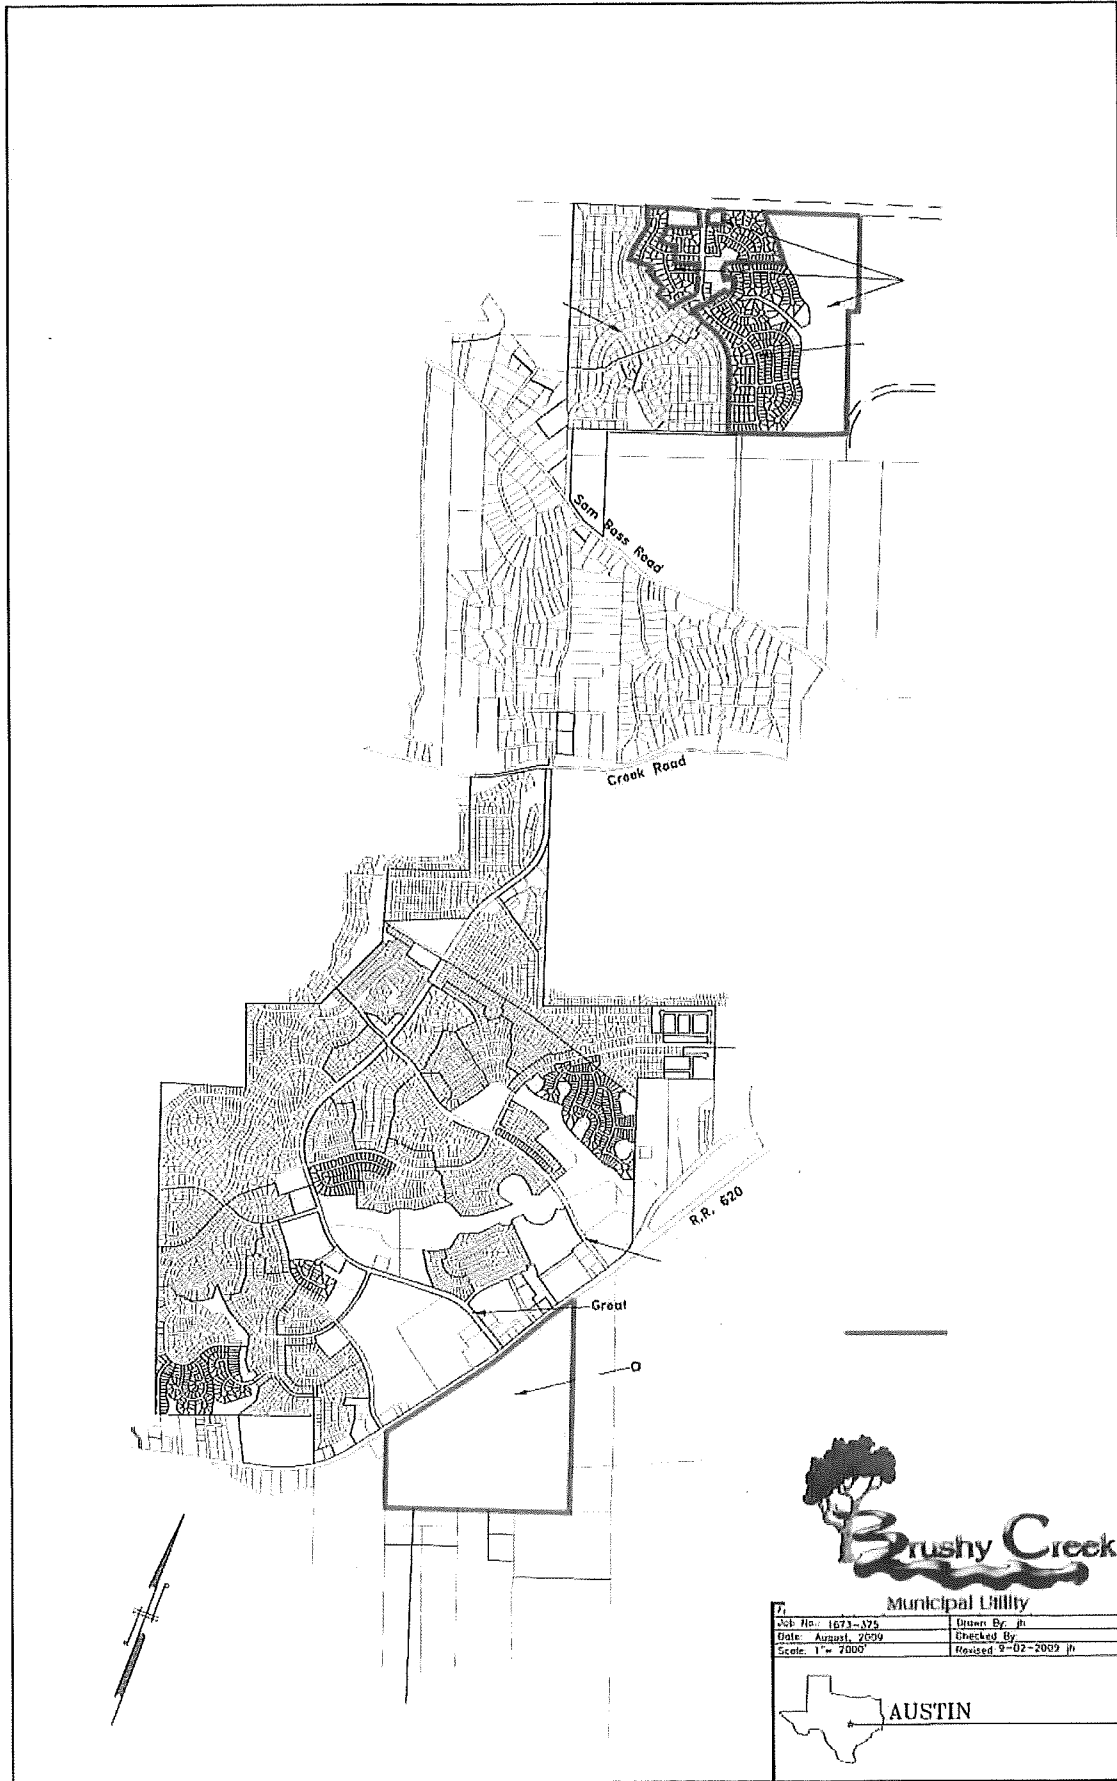 Sam Bass Road
Creek Road
R.R. 620
Great
O
Brushy Creek
Municipal Utility
Job No.: 1673-375 Drawn By: jh
Date: August, 2009 Checked By:
Scale: 1"= 2000' Revised 9-02-2009 jh
AUSTIN